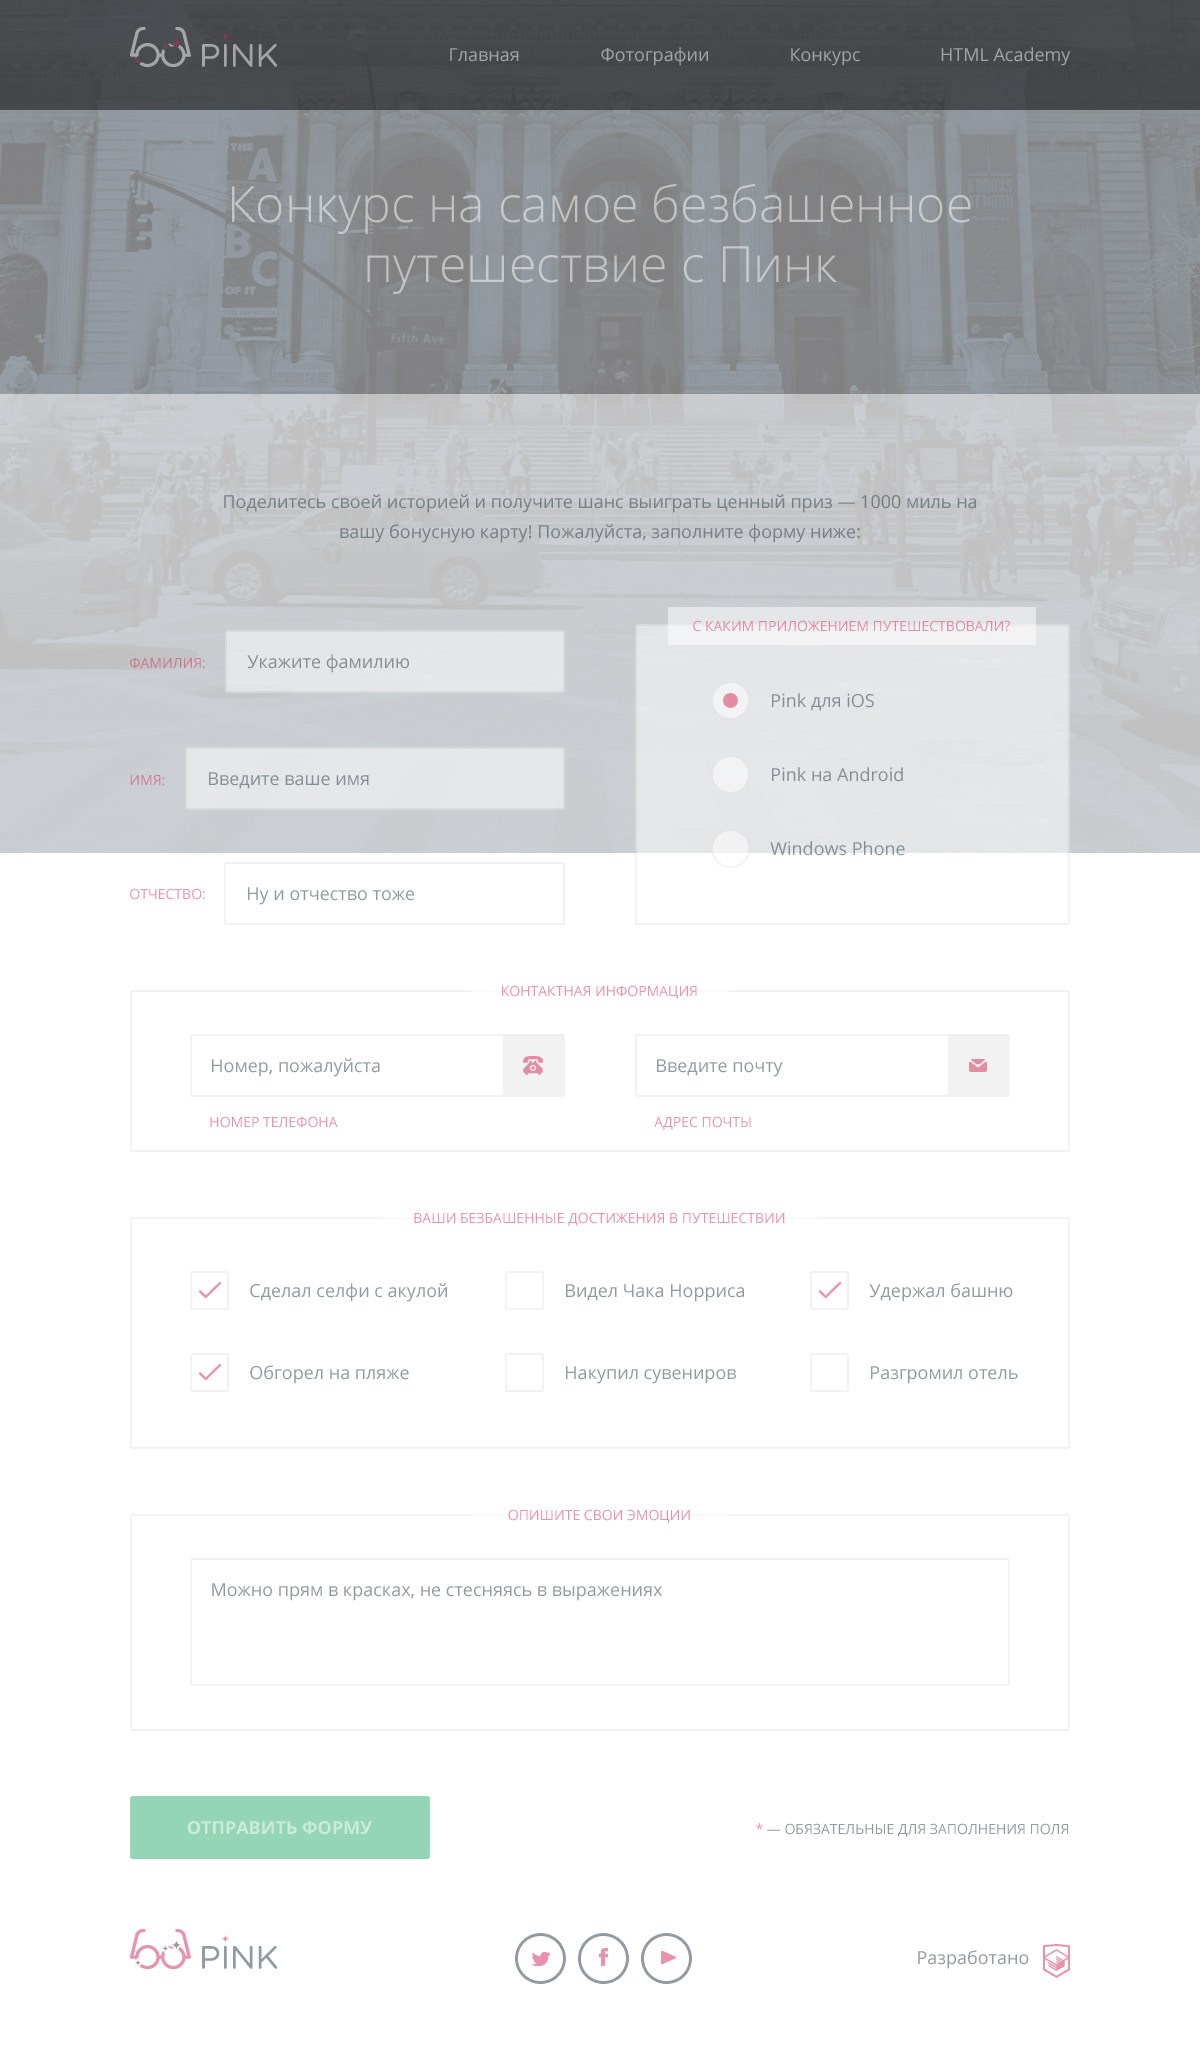 PINK
Главная
Фотографии
Конкурс
HTML Academy
THE
A
B
C
OF IT
Конкурс на самое безбашенное
путешествие с Пинк
Fifth Ave
Поделитесь своей историей и получите шанс выиграть ценный приз — 1000 миль на
вашу бонусную карту! Пожалуйста, заполните форму ниже:
ФАМИЛИЯ:
Укажите фамилию
ИМЯ:
Введите ваше имя
ОТЧЕСТВО:
Ну и отчество тоже
С КАКИМ ПРИЛОЖЕНИЕМ ПУТЕШЕСТВОВАЛИ?
Pink для iOS
Pink на Android
Windows Phone
КОНТАКТНАЯ ИНФОРМАЦИЯ
Номер, пожалуйста
НОМЕР ТЕЛЕФОНА
Введите почту
АДРЕС ПОЧТЫ
ВАШИ БЕЗБАШЕННЫЕ ДОСТИЖЕНИЯ В ПУТЕШЕСТВИИ
Сделал селфи с акулой
Видел Чака Норриса
Удержал башню
Обгорел на пляже
Накупил сувениров
Разгромил отель
ОПИШИТЕ СВОИ ЭМОЦИИ
Можно прям в красках, не стесняясь в выражениях
ОТПРАВИТЬ ФОРМУ
* — ОБЯЗАТЕЛЬНЫЕ ДЛЯ ЗАПОЛНЕНИЯ ПОЛЯ
PINK
Разработано